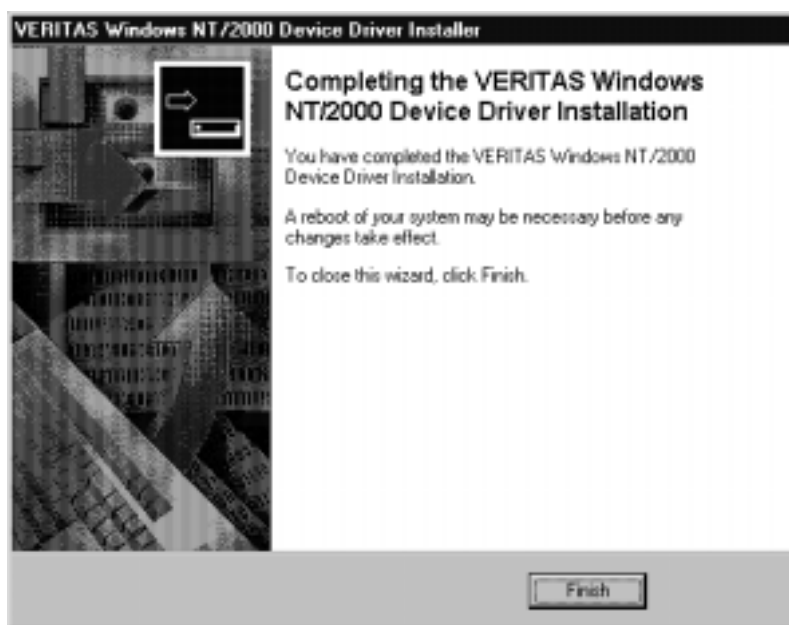 VERITAS Windows NT/2000 Device Driver Installer
Completing the VERITAS Windows
NT/2000 Device Driver Installation
You have completed the VERITAS Windows NT/2000
Device Driver Installation.
A reboot of your system may be necessary before any
changes take effect.
To close this wizard, click Finish.
Finish